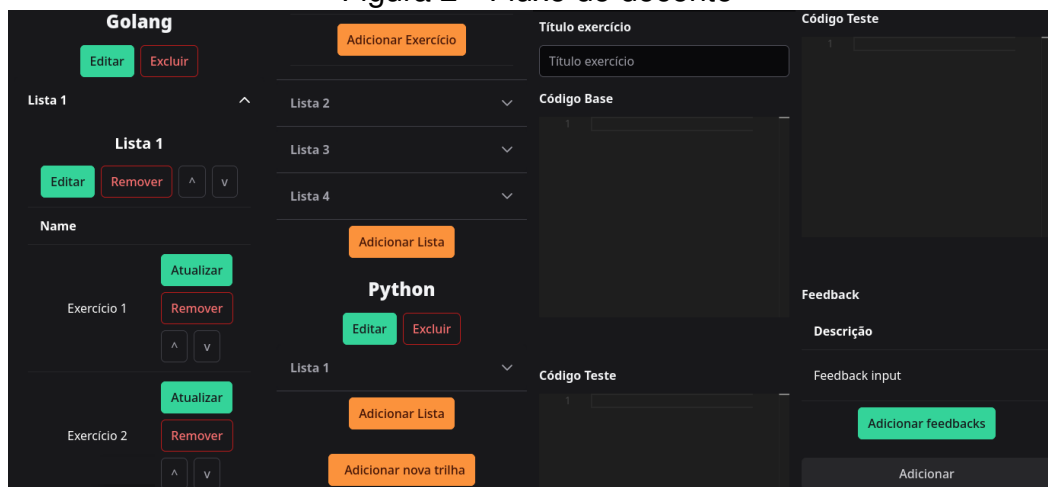 Golang
Editar
Excluir
Lista 1
Lista 1
Editar
Remover
^
v
Name
Exercício 1
Atualizar
Remover
^
v
Exercício 2
Atualizar
Remover
^
v
Adicionar Exercício
Lista 2
Lista 3
Lista 4
Adicionar Lista
Python
Editar
Excluir
Lista 1
Adicionar Lista
Adicionar nova trilha
Título exercício
Título exercício
Código Base
1
Código Teste
1
Código Teste
1
Feedback
Descrição
Feedback input
Adicionar feedbacks
Adicionar